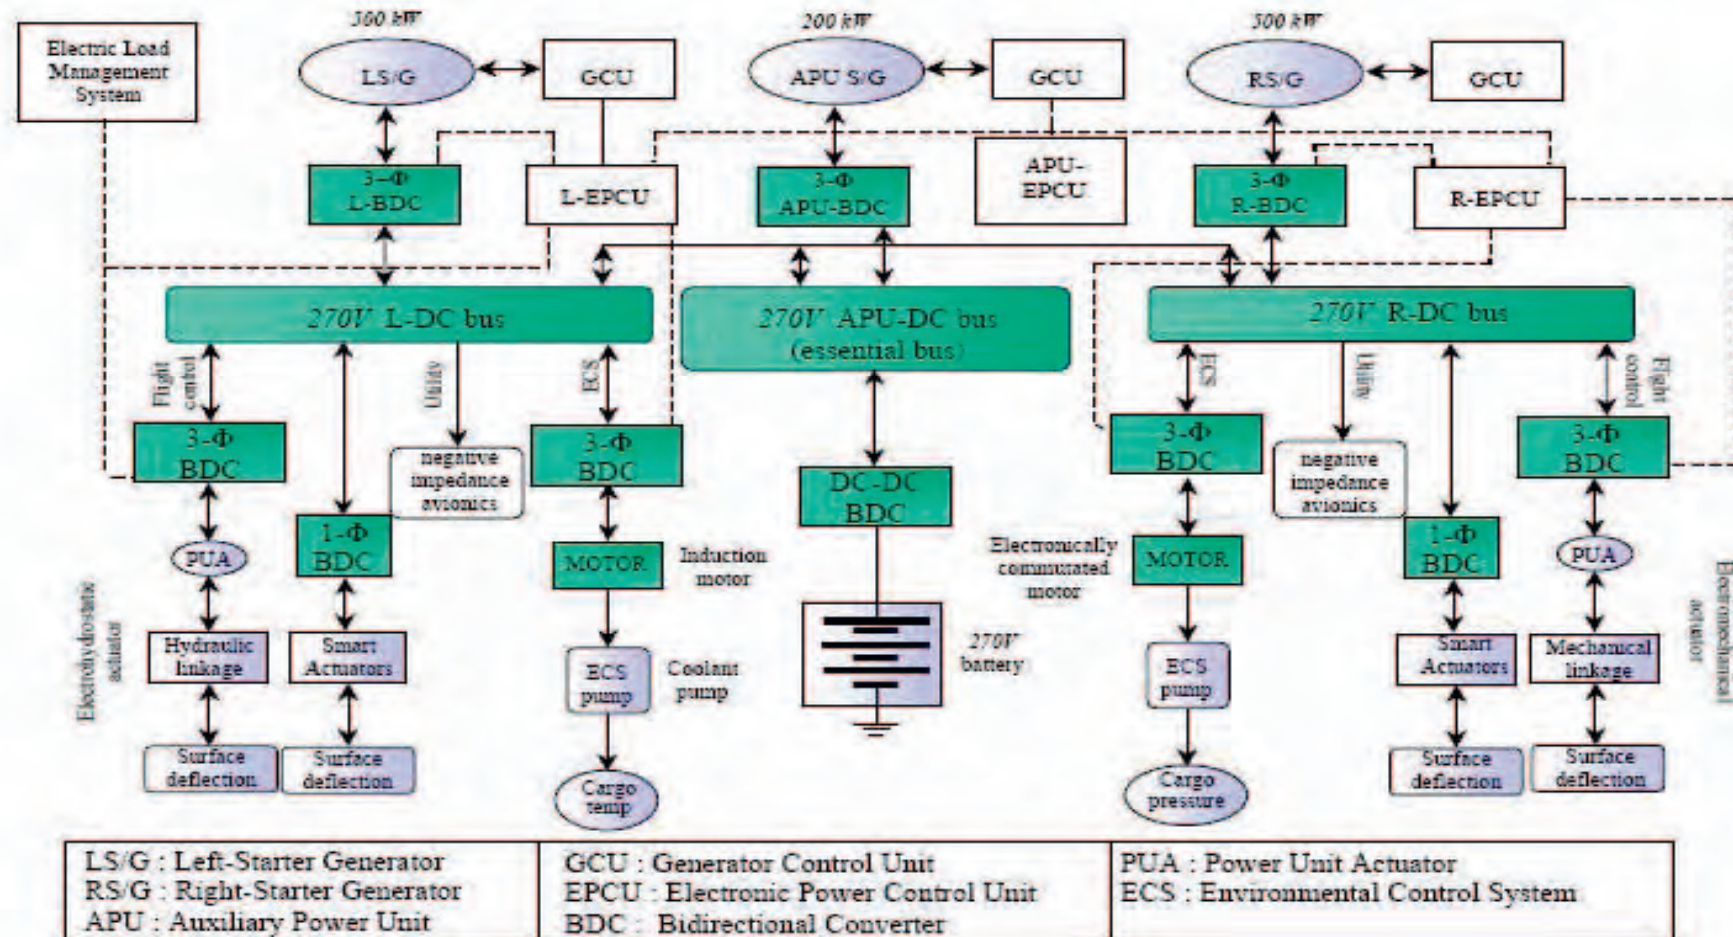 500 kW
200 kW
500 kW
Electric Load
Management
System
LS/G
GCU
APU S/G
GCU
RS/G
GCU
3-Φ
L-BDC
L-EPCU
3-Φ
APU-BDC
APU-
EPCU
3-Φ
R-BDC
R-EPCU
270V L-DC bus
270V APU-DC bus
(essential bus)
270V R-DC bus
Flight
control
Utility
ECS
ECS
Utility
Flight
control
3-Φ
BDC
negative
impedance
avionics
3-Φ
BDC
DC-DC
BDC
3-Φ
BDC
negative
impedance
avionics
3-Φ
BDC
PUA
1-Φ
BDC
MOTOR
Induction
motor
Electronically
commutated
motor
MOTOR
1-Φ
BDC
PUA
Electrohydrostatic
actuator
Hydraulic
linkage
Smart
Actuators
ECS
pump
Coolant
pump
270V
battery
ECS
pump
Smart
Actuators
Mechanical
linkage
Electromechanical
actuator
Surface
deflection
Surface
deflection
Cargo
temp
Cargo
pressure
Surface
deflection
Surface
deflection
LS/G : Left-Starter Generator
RS/G : Right-Starter Generator
APU : Auxiliary Power Unit
GCU : Generator Control Unit
EPCU : Electronic Power Control Unit
BDC : Bidirectional Converter
PUA : Power Unit Actuator
ECS : Environmental Control System